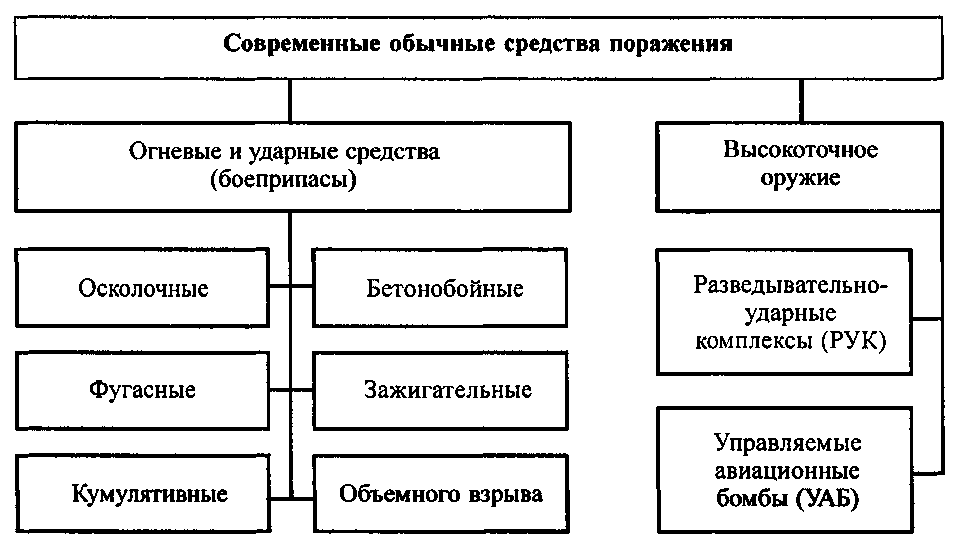 Современные обычные средства поражения
Огневые и ударные средства
(боеприпасы)
Высокоточное
оружие
Осколочные
Бетонобойные
Фугасные
Зажигательные
Кумулятивные
Объемного взрыва
Разведывательно-
ударные
комплексы (РУК)
Управляемые
авиационные
бомбы (УАБ)